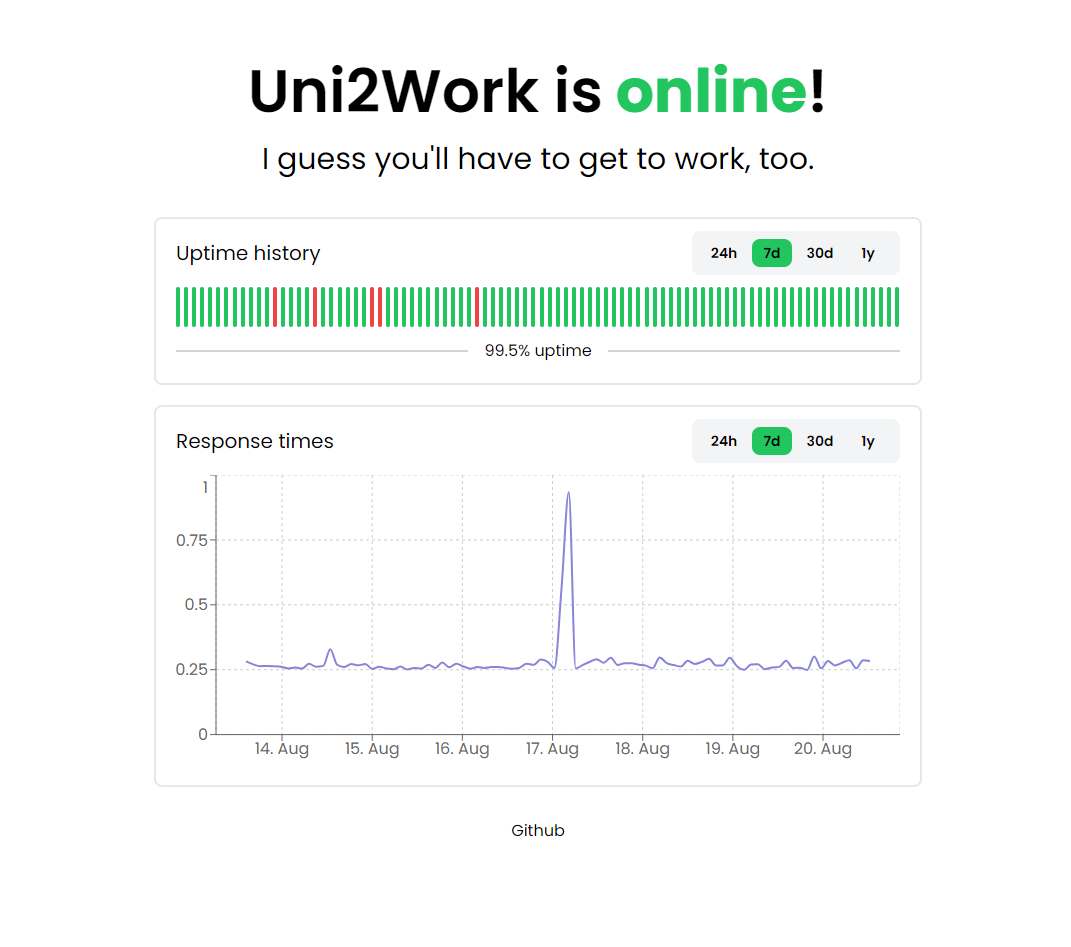 Uni2Work is online!
I guess you'll have to get to work, too.
Uptime history
24h 7d 30d 1y
99.5% uptime
Response times
24h 7d 30d 1y
1
0.75
0.5
0.25
0
14. Aug 15. Aug 16. Aug 17. Aug 18. Aug 19. Aug 20. Aug
Github